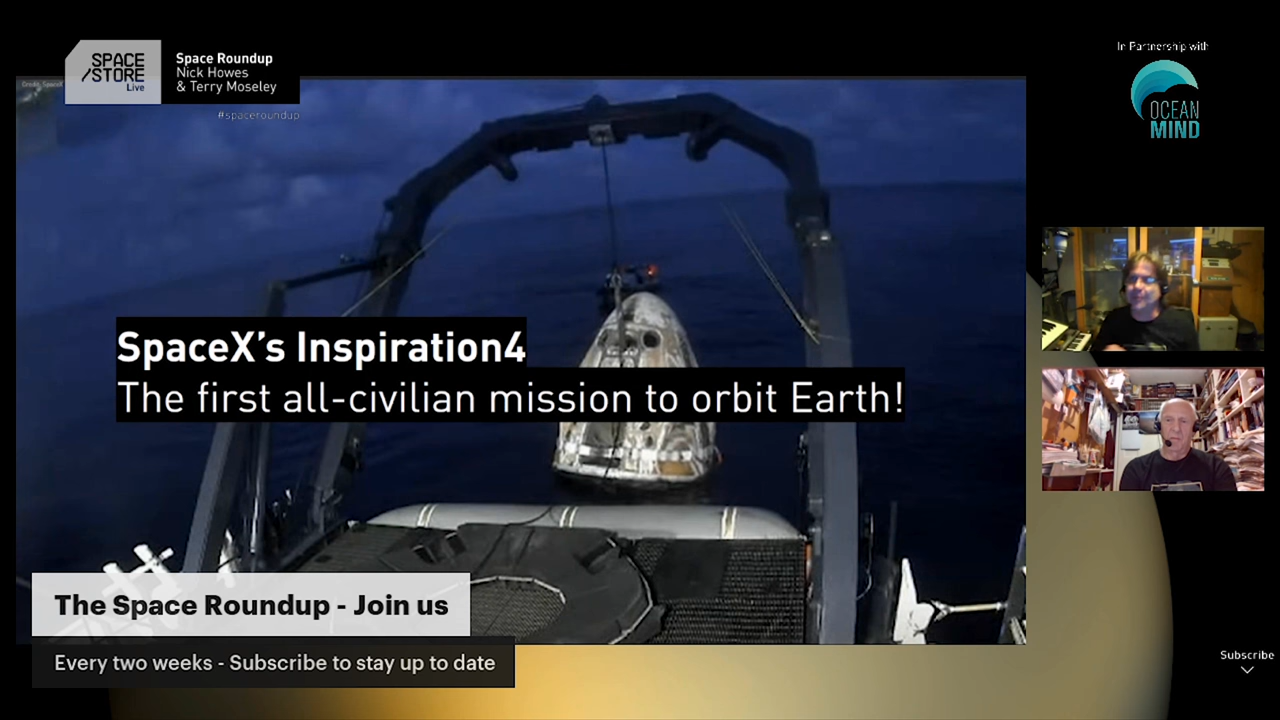 SPACE
/STORE
Live
Space Roundup
Nick Howes
& Terry Moseley
#spaceroundup
Credit: SpaceX
In Partnership with
OCEAN
MIND
SpaceX's Inspiration4
The first all-civilian mission to orbit Earth!
The Space Roundup - Join us
Every two weeks - Subscribe to stay up to date
Subscribe